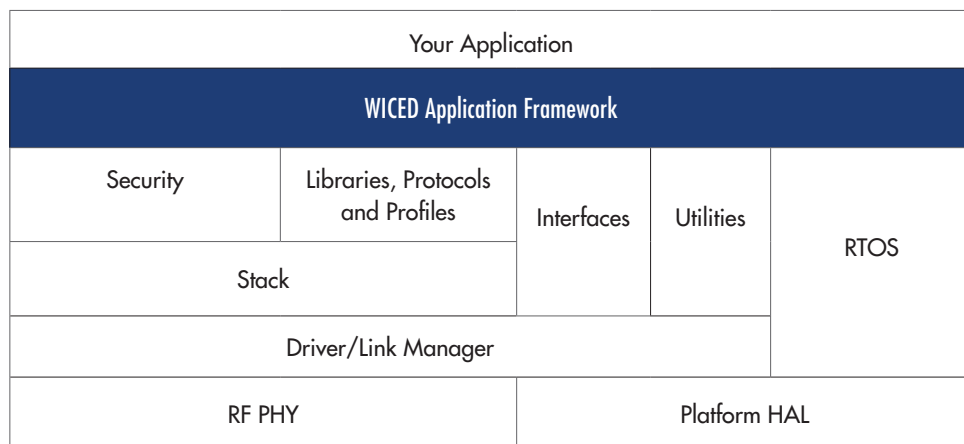 Your Application
WICED Application Framework
Security
Libraries, Protocols
and Profiles
Interfaces
Utilities
RTOS
Stack
Driver/Link Manager
RF PHY
Platform HAL